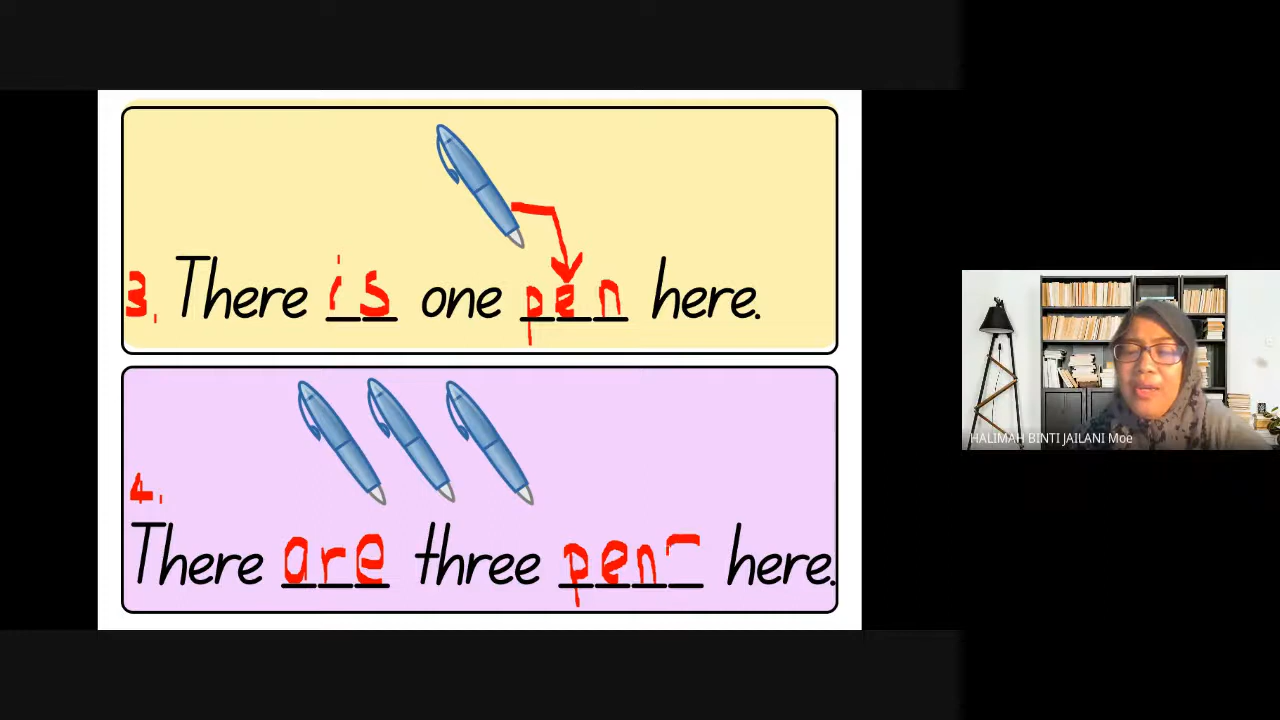 3. There is one pen here.
4.
There are three pen here.
HALIMAH BINTI JAILANI Moe